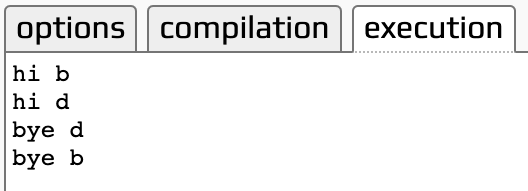 options compilation execution
hi b
hi d
bye d
bye b